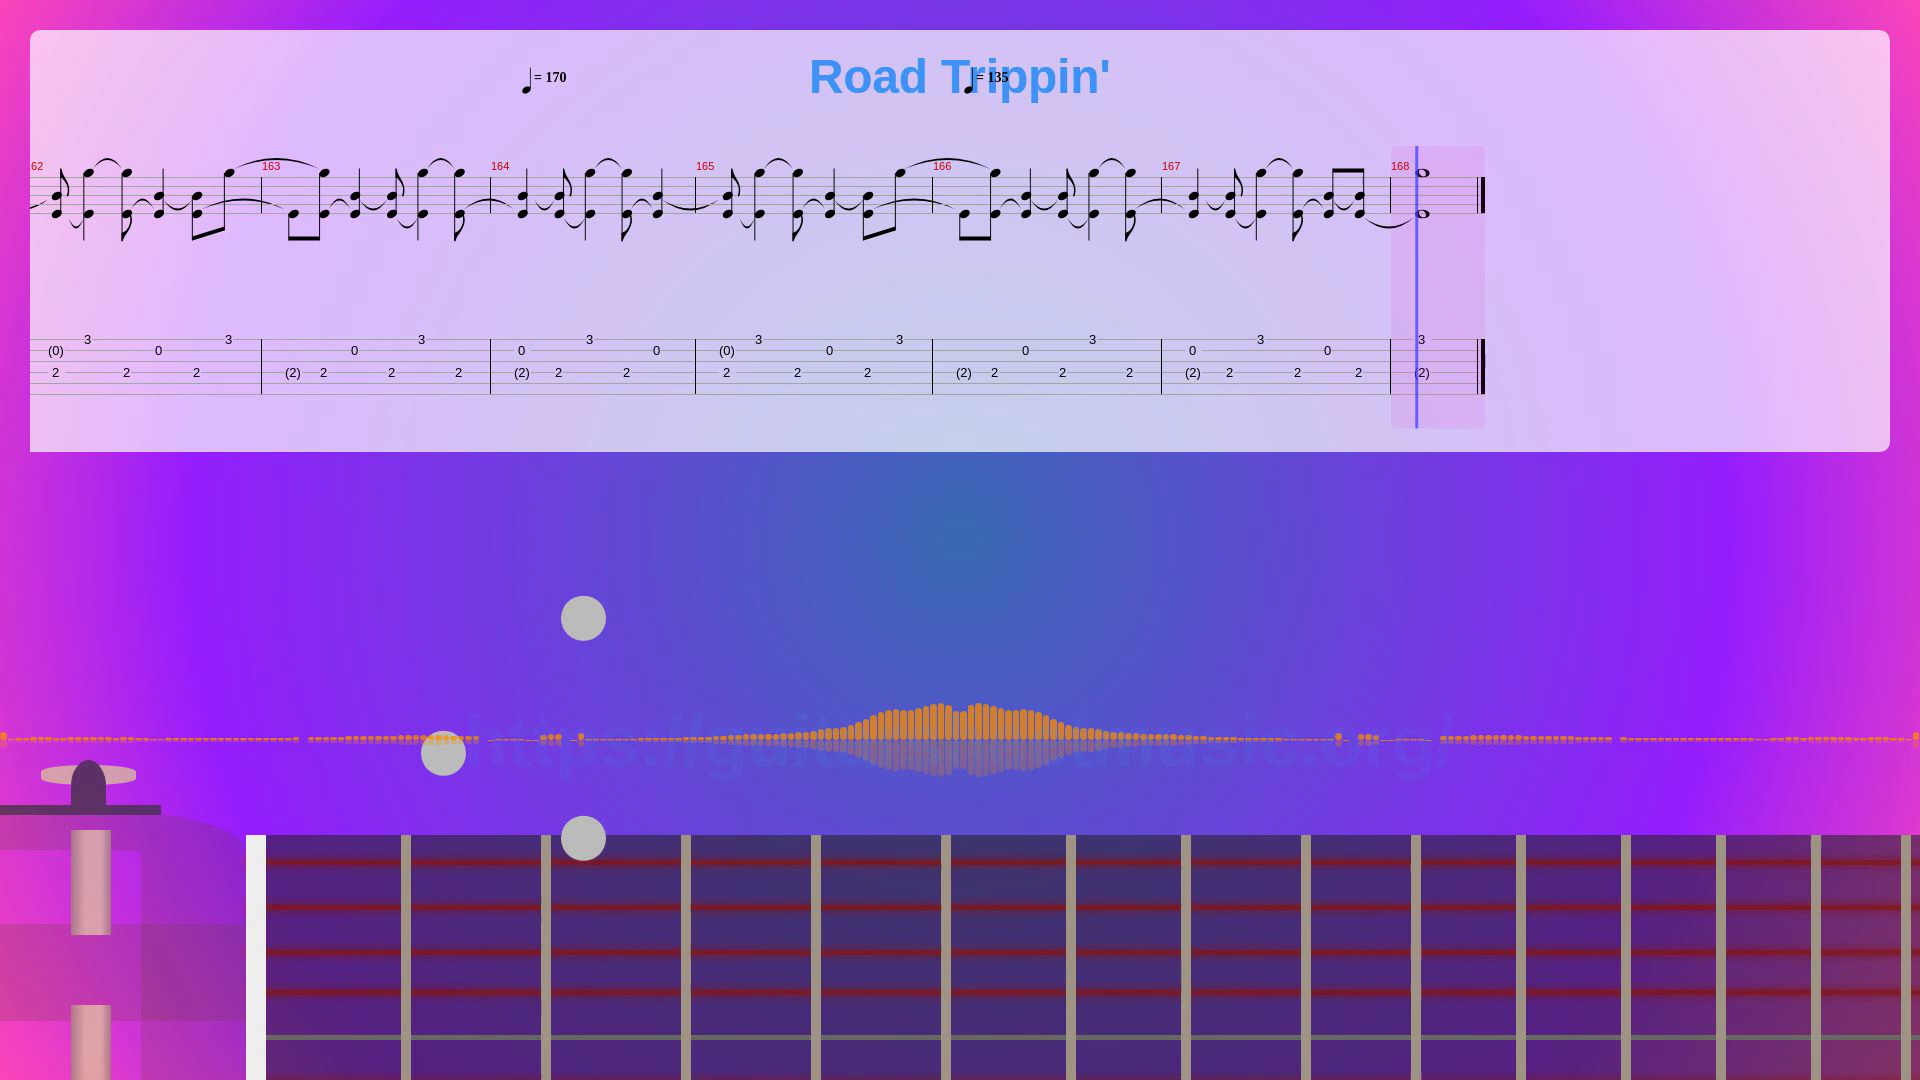 Road Trippin'
= 170 = 135
62 163 164 165 166 167 168
3 3 3 3 3 3 3 3 3 3
(0) 0 0 0 0 (0) 0 0 0 0
2 2 2 (2) 2 2 2 (2) 2 2 2 2 2 (2) 2 2 2 (2) 2 2 2 (2)